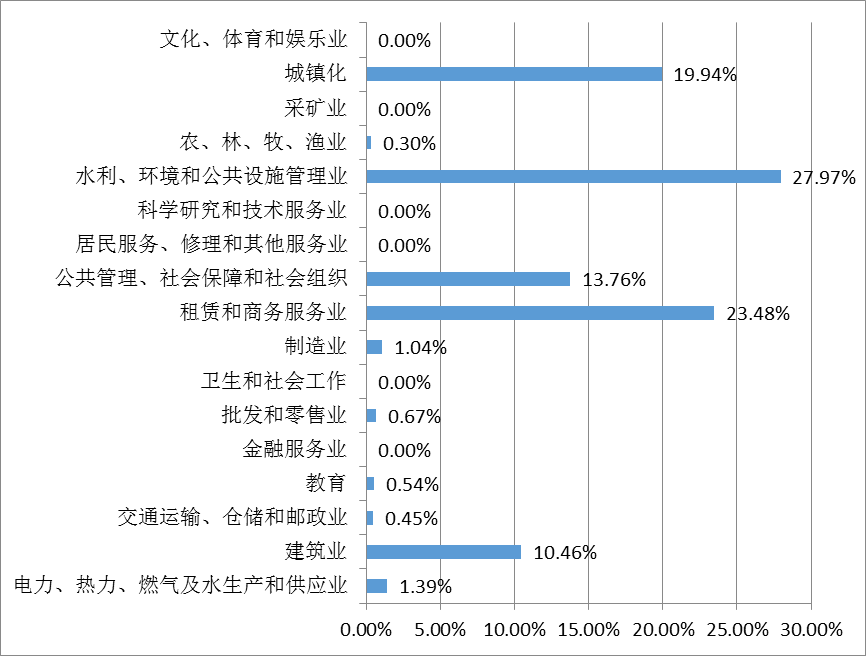 文化、体育和娱乐业 0.00%
城镇化 19.94%
采矿业 0.00%
农、林、牧、渔业 0.30%
水利、环境和公共设施管理业 27.97%
科学研究和技术服务业 0.00%
居民服务、修理和其他服务业 0.00%
公共管理、社会保障和社会组织 13.76%
租赁和商务服务业 23.48%
制造业 1.04%
卫生和社会工作 0.00%
批发和零售业 0.67%
金融服务业 0.00%
教育 0.54%
交通运输、仓储和邮政业 0.45%
建筑业 10.46%
电力、热力、燃气及水生产和供应业 1.39%
0.00% 5.00% 10.00% 15.00% 20.00% 25.00% 30.00%